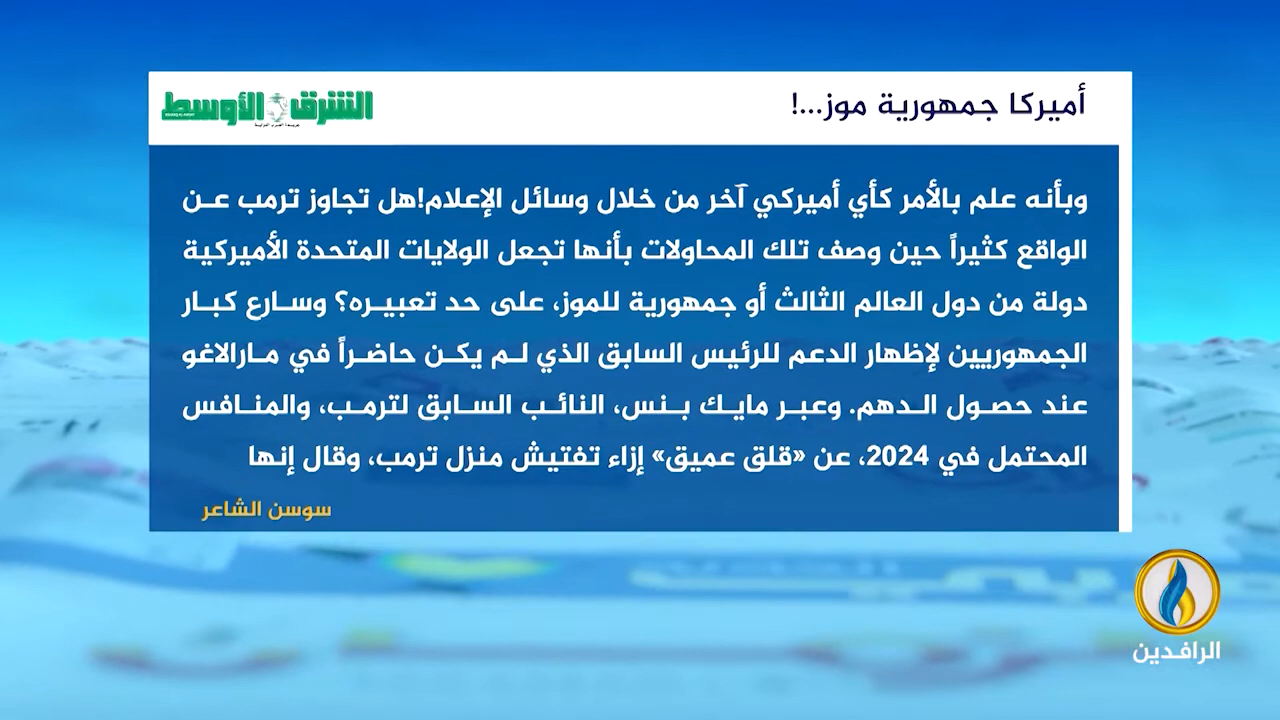 أميركا جمهورية موز...!
الشرق الأوسط
وبأنه علم بالأمر كأي أميركي آخر من خلال وسائل الإعلام!هل تجاوز ترمب عن
الواقع كثيراً حين وصف تلك المحاولات بأنها تجعل الولايات المتحدة الأميركية
دولة من دول العالم الثالث أو جمهورية للموز، على حد تعبيره؟ وسارع كبار
الجمهوريين لإظهار الدعم للرئيس السابق الذي لم يكن حاضراً في مارالاغو
عند حصول الدهم. وعبر مايك بنس، النائب السابق لترمب، والمنافس
المحتمل في 2024، عن «قلق عميق» إزاء تفتيش منزل ترمب، وقال إنها
سوسن الشاعر
الرافدين